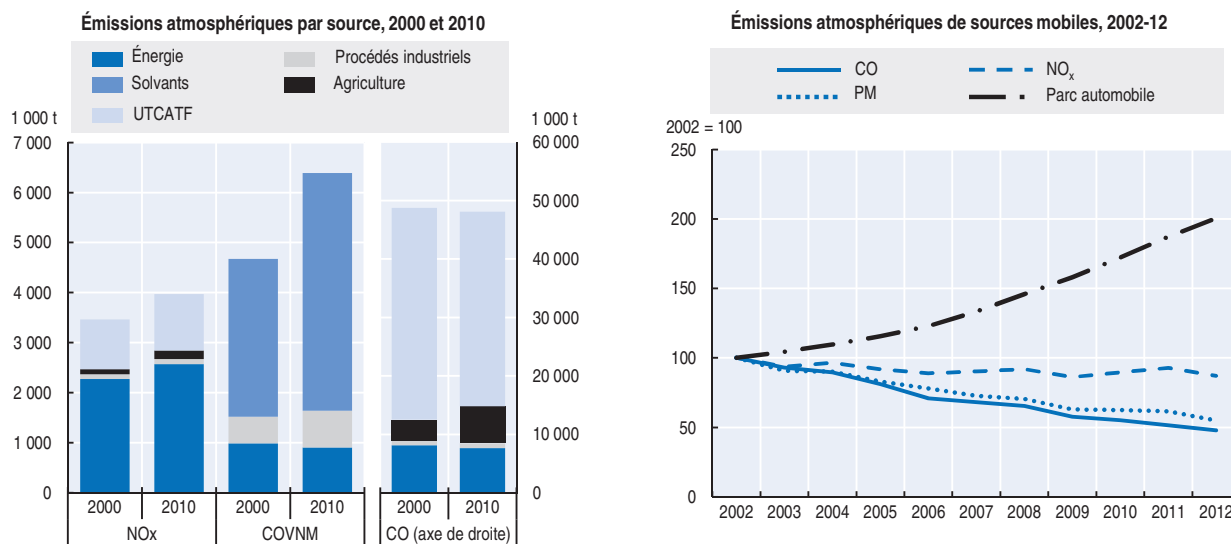 Émissions atmosphériques par source, 2000 et 2010
Énergie
Procédés industriels
Solvants
Agriculture
UTCATF
1 000 t
1 000 t
7 000
60 000
6 000
50 000
5 000
40 000
4 000
30 000
3 000
20 000
2 000
10 000
1 000
0
0
2000 2010 2000 2010 2000 2010
NOx COVNM CO (axe de droite)
Émissions atmosphériques de sources mobiles, 2002-12
CO
NOx
PM
Parc automobile
2002 = 100
250
200
150
100
50
0
2002 2003 2004 2005 2006 2007 2008 2009 2010 2011 2012